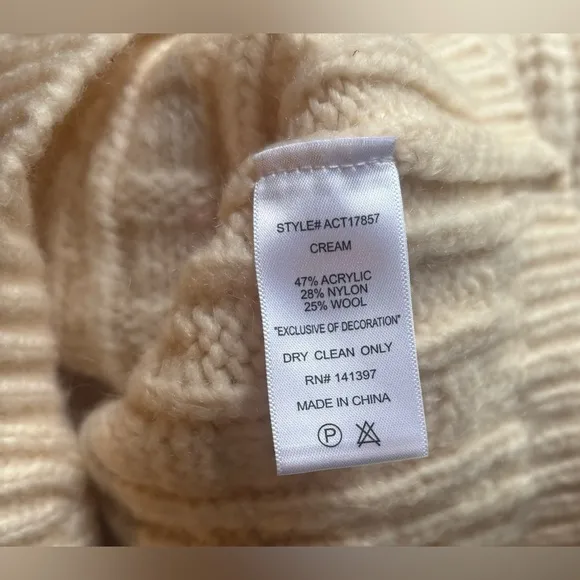 STYLE# ACT17857
CREAM
47% ACRYLIC
28% NYLON
25% WOOL
"EXCLUSIVE OF DECORATION"
DRY CLEAN ONLY
RN# 141397
MADE IN CHINA
P